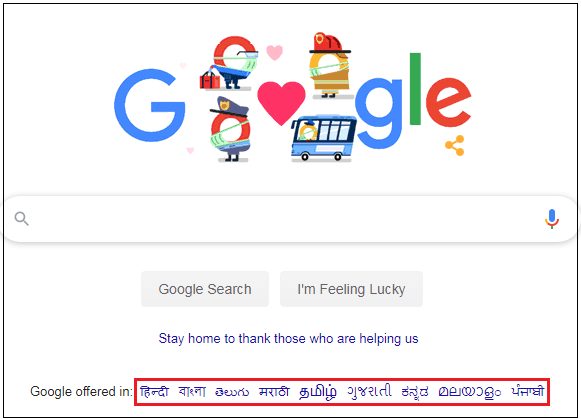 Google
Google Search
I'm Feeling Lucky
Stay home to thank those who are helping us
Google offered in: हिन्दी বাংলা తెలుగు मराठी தமிழ் ગુજરાતી ಕನ್ನಡ മലയാളം ਪੰਜਾਬੀ